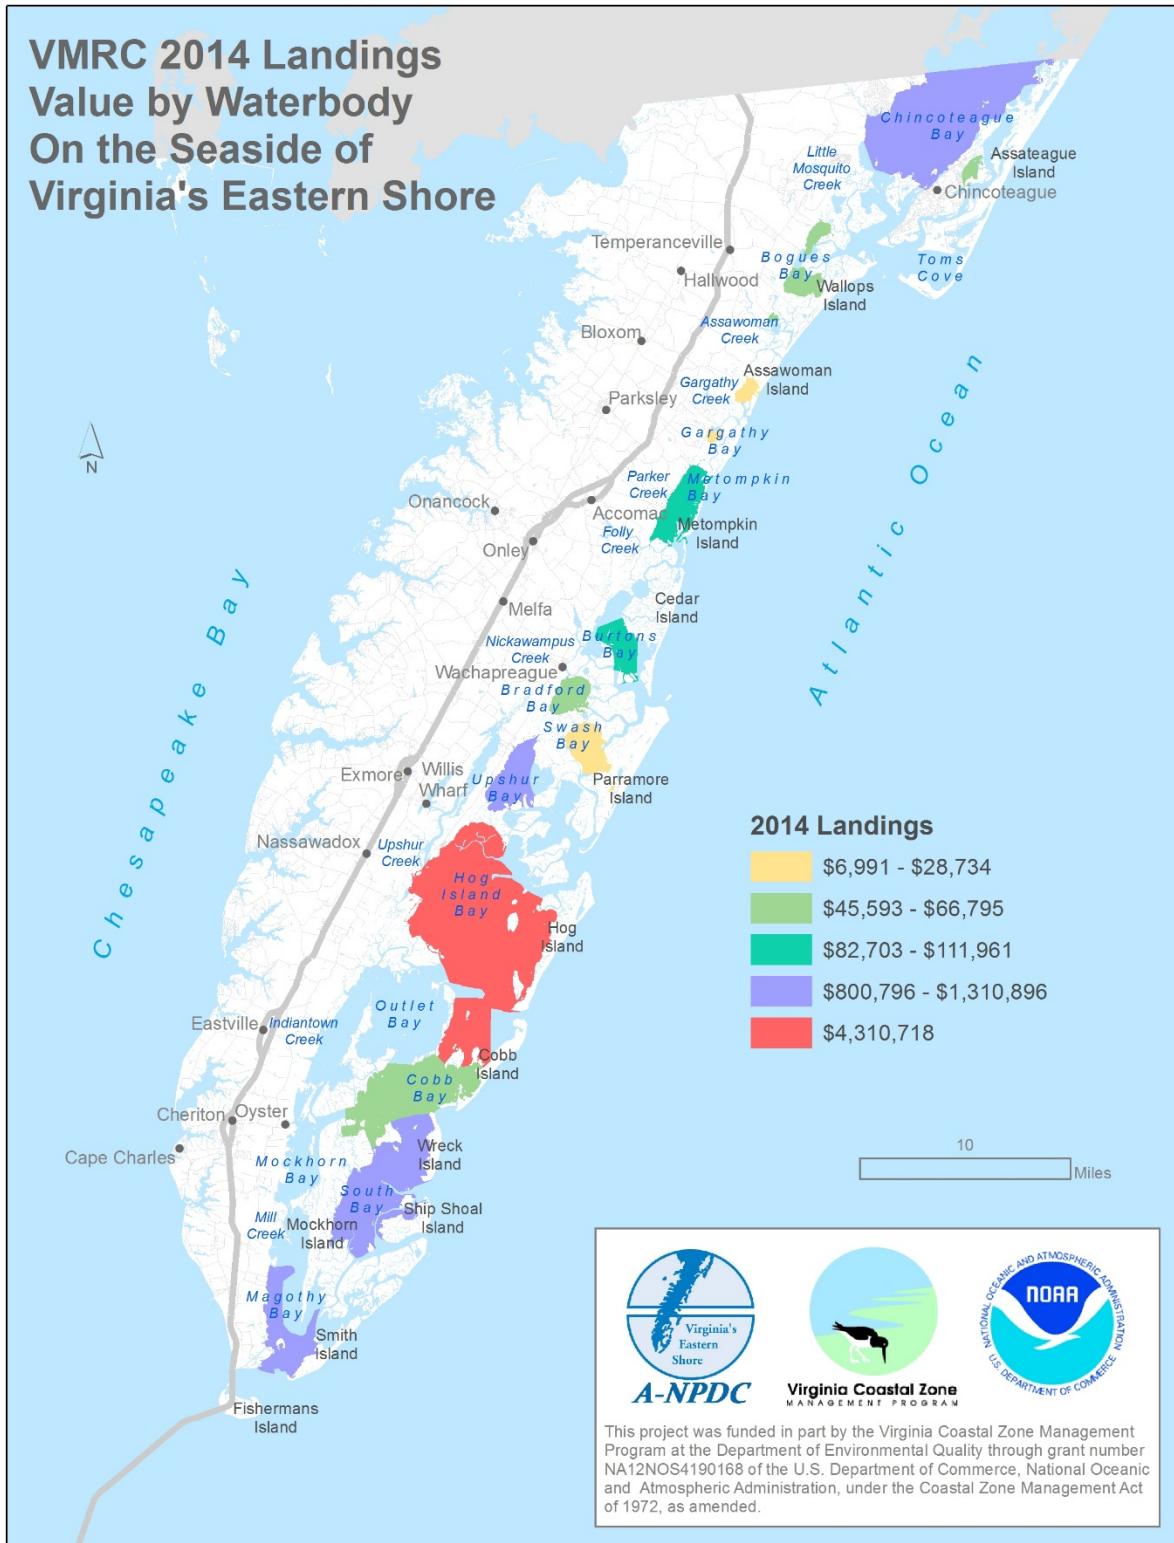 VMRC 2014 Landings
Value by Waterbody
On the Seaside of
Virginia's Eastern Shore
Chincoteague
Bay
Little
Mosquito
Creek
Assateague
Island
Chincoteague
Temperanceville
Bogues
Bay
Toms
Cove
Hallwood
Wallops
Island
Assawoman
Creek
Bloxom
Assawoman
Island
Gargathy
Creek
Parksley
Gargathy
Bay
Atlantic Ocean
N
Parker
Creek
Metompkin
Bay
Onancock
Accomac
Metompkin
Island
Folly
Creek
Onley
Chesapeake Bay
Melfa
Cedar
Island
Nickawampus
Creek
Burtons
Bay
Wachapreague
Bradford
Bay
Swash
Bay
Exmore
Willis
Wharf
Upshur
Bay
Parramore
Island
Nassawadox
Upshur
Creek
Hog
Island
Bay
Hog
Island
2014 Landings
$6,991 - $28,734
$45,593 - $66,795
$82,703 - $111,961
$800,796 - $1,310,896
$4,310,718
Outlet
Bay
Eastville
Indiantown
Creek
Cobb
Island
Cobb
Bay
Cheriton
Oyster
Cape Charles
Wreck
Island
Mockhorn
Bay
South
Bay
Ship Shoal
Island
Mill
Creek
Mockhorn
Island
10
Miles
Magothy
Bay
Smith
Island
Fishermans
Island
Virginia's
Eastern
Shore
A-NPDC
Virginia Coastal Zone
MANAGEMENT PROGRAM
NATIONAL OCEANIC AND ATMOSPHERIC ADMINISTRATION
NOAA
U.S. DEPARTMENT OF COMMERCE
This project was funded in part by the Virginia Coastal Zone Management
Program at the Department of Environmental Quality through grant number
NA12NOS4190168 of the U.S. Department of Commerce, National Oceanic
and Atmospheric Administration, under the Coastal Zone Management Act
of 1972, as amended.